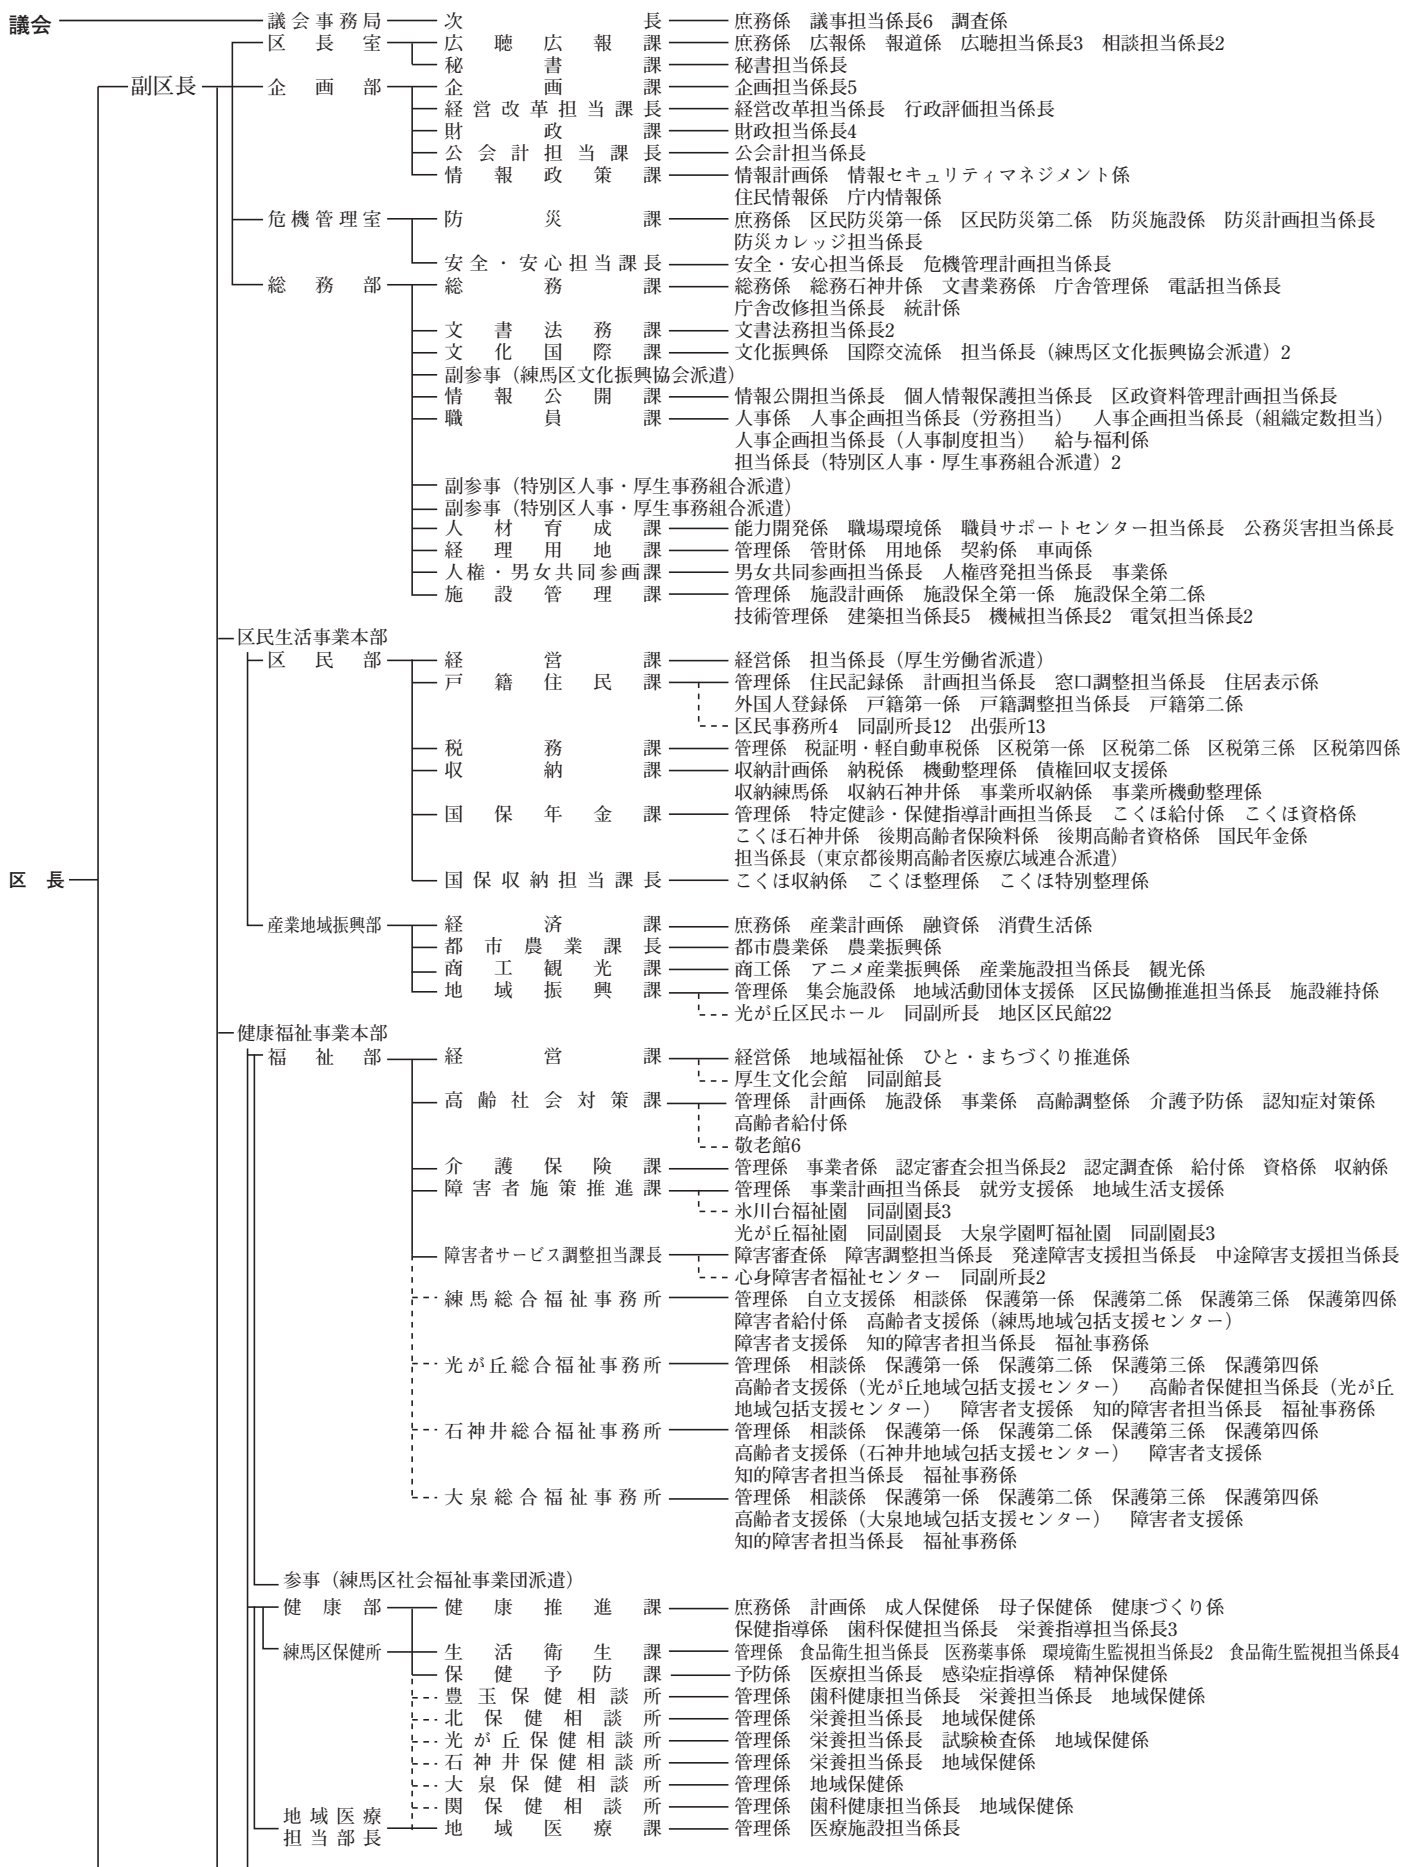 議会 議会事務局 次長 庶務係 議事担当係長6 調査係
区長室 広聴広報課 庶務係 広報係 報道係 広聴担当係長3 相談担当係長2
秘書課 秘書担当係長
副区長 企画部 企画課 企画担当係長5
経営改革担当課長 経営改革担当係長 行政評価担当係長
財政課 財政担当係長4
公会計担当課長 公会計担当係長
情報政策課 情報計画係 情報セキュリティマネジメント係
住民情報係 庁内情報係
危機管理室 防災課 庶務係 区民防災第一係 区民防災第二係 防災施設係 防災計画担当係長
防災カレッジ担当係長
安全・安心担当課長 安全・安心担当係長 危機管理計画担当係長
総務部 総務課 総務係 総務石神井係 文書業務係 庁舎管理係 電話担当係長
庁舎改修担当係長 統計係
文書法務課 文書法務担当係長2
文化国際課 文化振興係 国際交流係 担当係長（練馬区文化振興協会派遣）2
副参事（練馬区文化振興協会派遣）
情報公開課 情報公開担当係長 個人情報保護担当係長 区政資料管理計画担当係長
職員課 人事係 人事企画担当係長（労務担当） 人事企画担当係長（組織定数担当）
人事企画担当係長（人事制度担当） 給与福利係
担当係長（特別区人事・厚生事務組合派遣）2
副参事（特別区人事・厚生事務組合派遣）
副参事（特別区人事・厚生事務組合派遣）
人材育成課 能力開発係 職場環境係 職員サポートセンター担当係長 公務災害担当係長
経理用地課 管理係 管財係 用地係 契約係 車両係
人権・男女共同参画課 男女共同参画担当係長 人権啓発担当係長 事業係
施設管理課 管理係 施設計画係 施設保全第一係 施設保全第二係
技術管理係 建築担当係長5 機械担当係長2 電気担当係長2
区民生活事業本部
区民部 経営課 経営係 担当係長（厚生労働省派遣）
戸籍住民課 管理係 住民記録係 計画担当係長 窓口調整担当係長 住居表示係
外国人登録係 戸籍第一係 戸籍調整担当係長 戸籍第二係
区民事務所4 同副所長12 出張所13
税務課 管理係 税証明・軽自動車税係 区税第一係 区税第二係 区税第三係 区税第四係
収納課 収納計画係 納税係 機動整理係 債権回収支援係
収納練馬係 収納石神井係 事業所収納係 事業所機動整理係
国保年金課 管理係 特定健診・保健指導計画担当係長 こくほ給付係 こくほ資格係
こくほ石神井係 後期高齢者保険料係 後期高齢者資格係 国民年金係
担当係長（東京都後期高齢者医療広域連合派遣）
区長 国保収納担当課長 こくほ収納係 こくほ整理係 こくほ特別整理係
産業地域振興部 経済課 庶務係 産業計画係 融資係 消費生活係
都市農業課長 都市農業係 農業振興係
商工観光課 商工係 アニメ産業振興係 産業施設担当係長 観光係
地域振興課 管理係 集会施設係 地域活動団体支援係 区民協働推進担当係長 施設維持係
光が丘区民ホール 同副所長 地区区民館22
健康福祉事業本部
福祉部 経営課 経営係 地域福祉係 ひと・まちづくり推進係
厚生文化会館 同副館長
高齢社会対策課 管理係 計画係 施設係 事業係 高齢調整係 介護予防係 認知症対策係
高齢者給付係
敬老館6
介護保険課 管理係 事業者係 認定審査会担当係長2 認定調査係 給付係 資格係 収納係
障害者施策推進課 管理係 事業計画担当係長 就労支援係 地域生活支援係
氷川台福祉園 同副園長3
光が丘福祉園 同副園長 大泉学園町福祉園 同副園長3
障害者サービス調整担当課長 障害審査係 障害調整担当係長 発達障害支援担当係長 中途障害支援担当係長
心身障害者福祉センター 同副所長2
練馬総合福祉事務所 管理係 自立支援係 相談係 保護第一係 保護第二係 保護第三係 保護第四係
障害者給付係 高齢者支援係（練馬地域包括支援センター）
障害者支援係 知的障害者担当係長 福祉事務係
光が丘総合福祉事務所 管理係 相談係 保護第一係 保護第二係 保護第三係 保護第四係
高齢者支援係（光が丘地域包括支援センター） 高齢者保健担当係長（光が丘
地域包括支援センター） 障害者支援係 知的障害者担当係長 福祉事務係
石神井総合福祉事務所 管理係 相談係 保護第一係 保護第二係 保護第三係 保護第四係
高齢者支援係（石神井地域包括支援センター） 障害者支援係
知的障害者担当係長 福祉事務係
大泉総合福祉事務所 管理係 相談係 保護第一係 保護第二係 保護第三係 保護第四係
高齢者支援係（大泉地域包括支援センター） 障害者支援係
知的障害者担当係長 福祉事務係
参事（練馬区社会福祉事業団派遣）
健康部 健康推進課 庶務係 計画係 成人保健係 母子保健係 健康づくり係
保健指導係 歯科保健担当係長 栄養指導担当係長3
練馬区保健所 生活衛生課 管理係 食品衛生担当係長 医務薬事係 環境衛生監視担当係長2 食品衛生監視担当係長4
保健予防課 予防係 医療担当係長 感染症指導係 精神保健係
豊玉保健相談所 管理係 歯科健康担当係長 栄養担当係長 地域保健係
北保健相談所 管理係 栄養担当係長 地域保健係
光が丘保健相談所 管理係 栄養担当係長 試験検査係 地域保健係
石神井保健相談所 管理係 栄養担当係長 地域保健係
大泉保健相談所 管理係 地域保健係
関保健相談所 管理係 歯科健康担当係長 地域保健係
地域医療
担当部長 地域医療課 管理係 医療施設担当係長